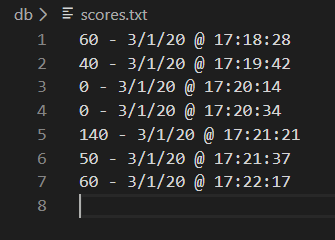 db > scores.txt
1 60 - 3/1/20 @ 17:18:28
2 40 - 3/1/20 @ 17:19:42
3 0 - 3/1/20 @ 17:20:14
4 0 - 3/1/20 @ 17:20:34
5 140 - 3/1/20 @ 17:21:21
6 50 - 3/1/20 @ 17:21:37
7 60 - 3/1/20 @ 17:22:17
8